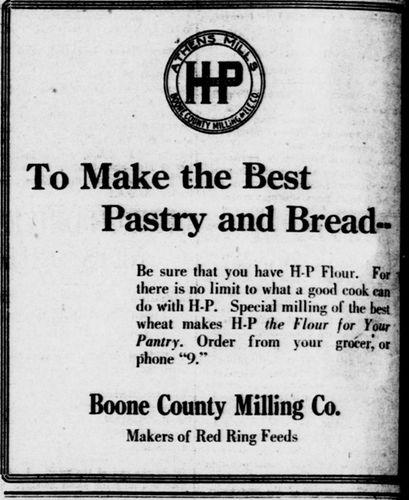 ATHENS MILLS
H-P
BOONE COUNTY MILLING & ELE. CO.
To Make the Best
Pastry and Bread--
Be sure that you have H-P Flour. For
there is no limit to what a good cook can
do with H-P. Special milling of the best
wheat makes H-P the Flour for Your
Pantry. Order from your grocer, or
phone "9."
Boone County Milling Co.
Makers of Red Ring Feeds